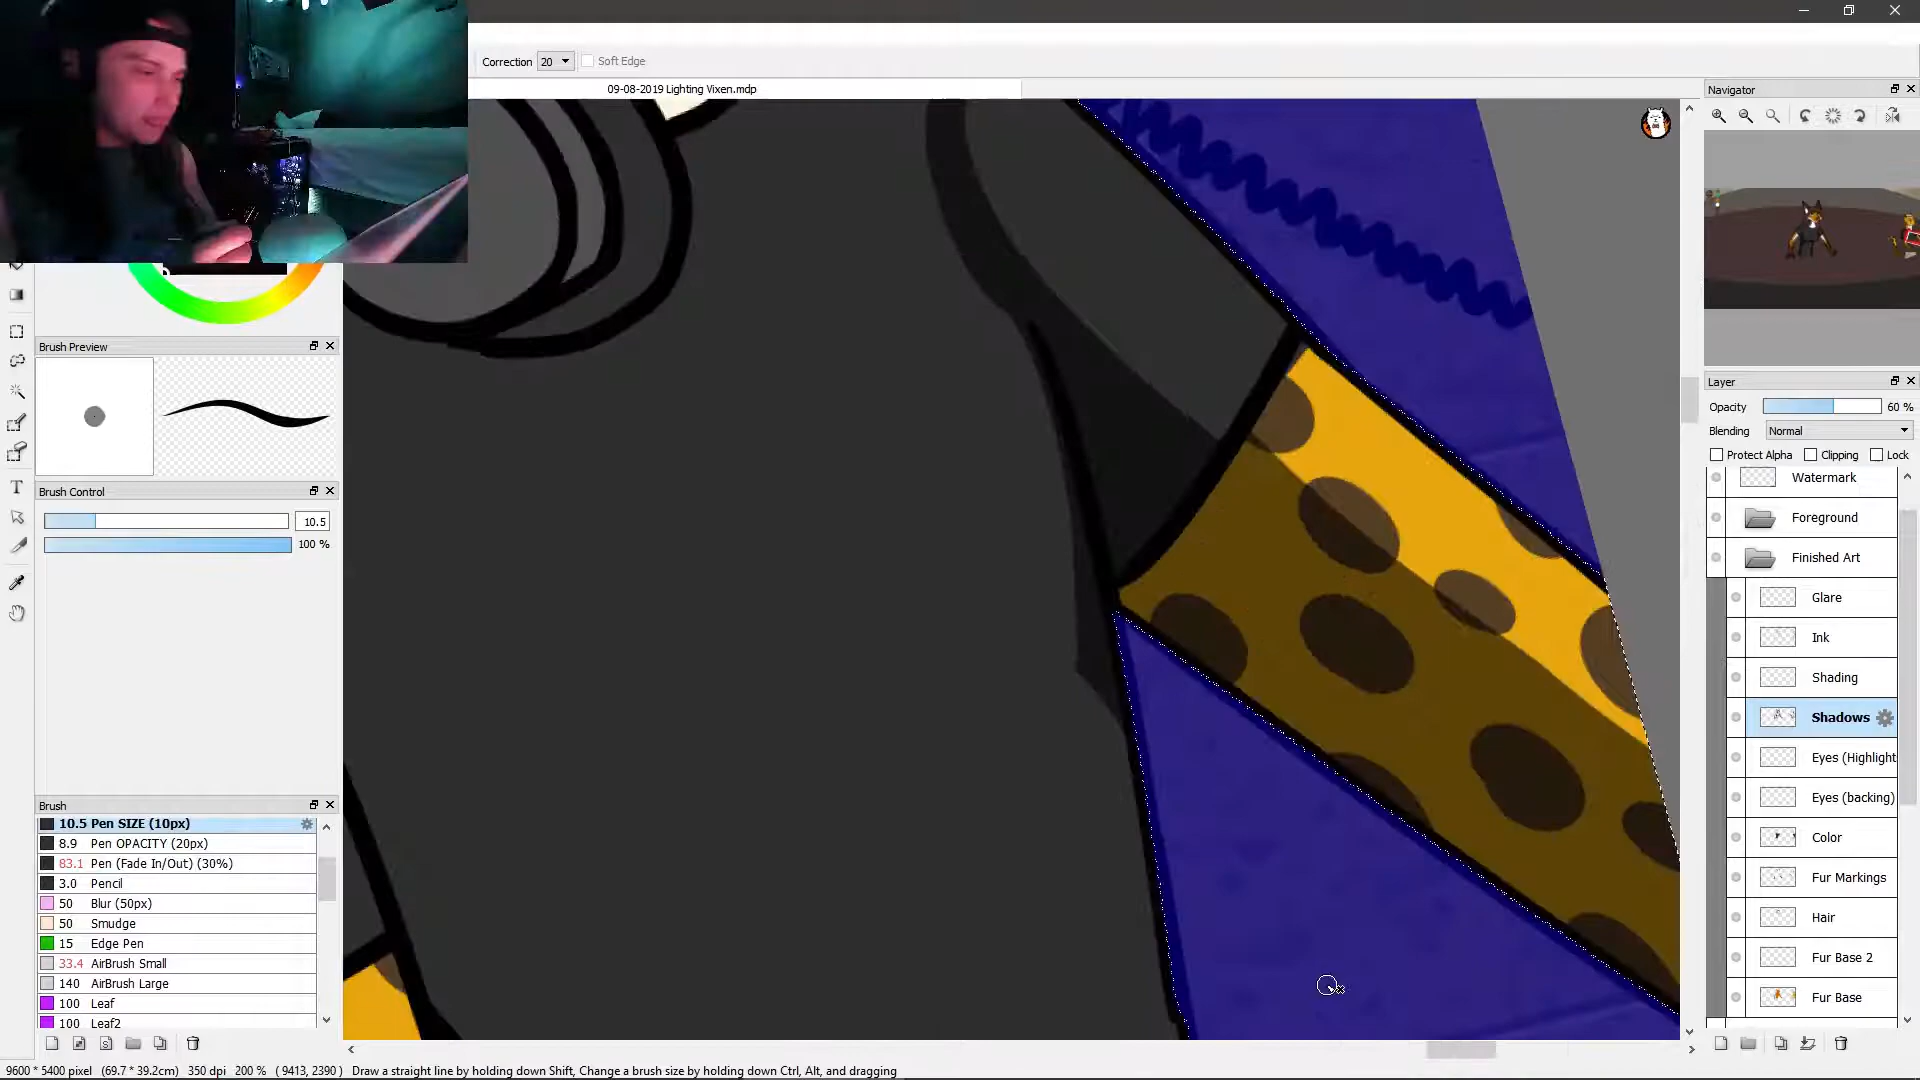 Correction 20 Soft Edge
09-08-2019 Lighting Vixen.mdp
Navigator
Brush Preview
Layer
Opacity 60 %
Blending Normal
Protect Alpha Clipping Lock
Watermark
Foreground
Finished Art
Glare
Ink
Shading
Shadows
Eyes (Highlight
Eyes (backing)
Color
Fur Markings
Hair
Fur Base 2
Fur Base
Brush Control
10.5
100 %
Brush
10.5 Pen SIZE (10px)
8.9 Pen OPACITY (20px)
83.1 Pen (Fade In/Out) (30%)
3.0 Pencil
50 Blur (50px)
50 Smudge
15 Edge Pen
33.4 AirBrush Small
140 AirBrush Large
100 Leaf
100 Leaf2
T
9600 * 5400 pixel (69.7 * 39.2cm) 350 dpi 200 % ( 9413, 2390 ) Draw a straight line by holding down Shift, Change a brush size by holding down Ctrl, Alt, and dragging